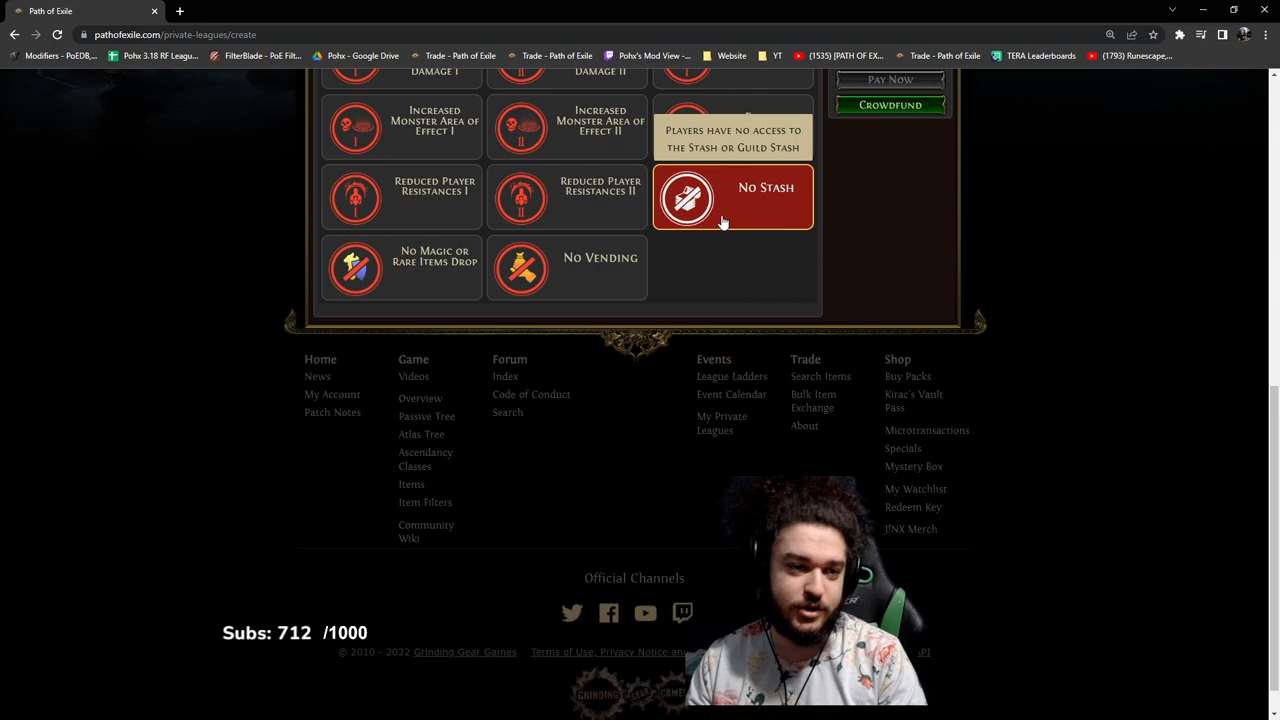 Path of Exile
pathofexile.com/private-leagues/create
Modifiers - PoEDB,... Pohx 3.18 RF Leagu... FilterBlades - PoE Filt... Pohx - Google Drive Trade - Path of Exile Pohx's Mod View -... Website YT (1535) [PATH OF EX... Trade - Path of Exile TERA Leaderboards (1793) Runescape,...
Damage I
Damage II
Pay Now
Crowdfund
Increased
Monster Area of
Effect I
Increased
Monster Area of
Effect II
Players have no access to
the Stash or Guild Stash
Reduced Player
Resistances I
Reduced Player
Resistances II
No Stash
No Magic or
Rare Items Drop
No Vending
Home
News
My Account
Patch Notes
Game
Videos
Overview
Passive Tree
Atlas Tree
Ascendancy
Classes
Items
Item Filters
Community
Wiki
Forum
Index
Code of Conduct
Search
Events
League Ladders
Event Calendar
My Private
Leagues
Trade
Search Items
Bulk Item
Exchange
About
Shop
Buy Packs
Kirac's Vault
Pass
Microtransactions
Specials
Mystery Box
My Watchlist
Redeem Key
J!NX Merch
Official Channels
Subs: 712 /1000
© 2010 - 2022 Grinding Gear Games Terms of Use, Privacy Notice and
GRINDING GEAR GAMES